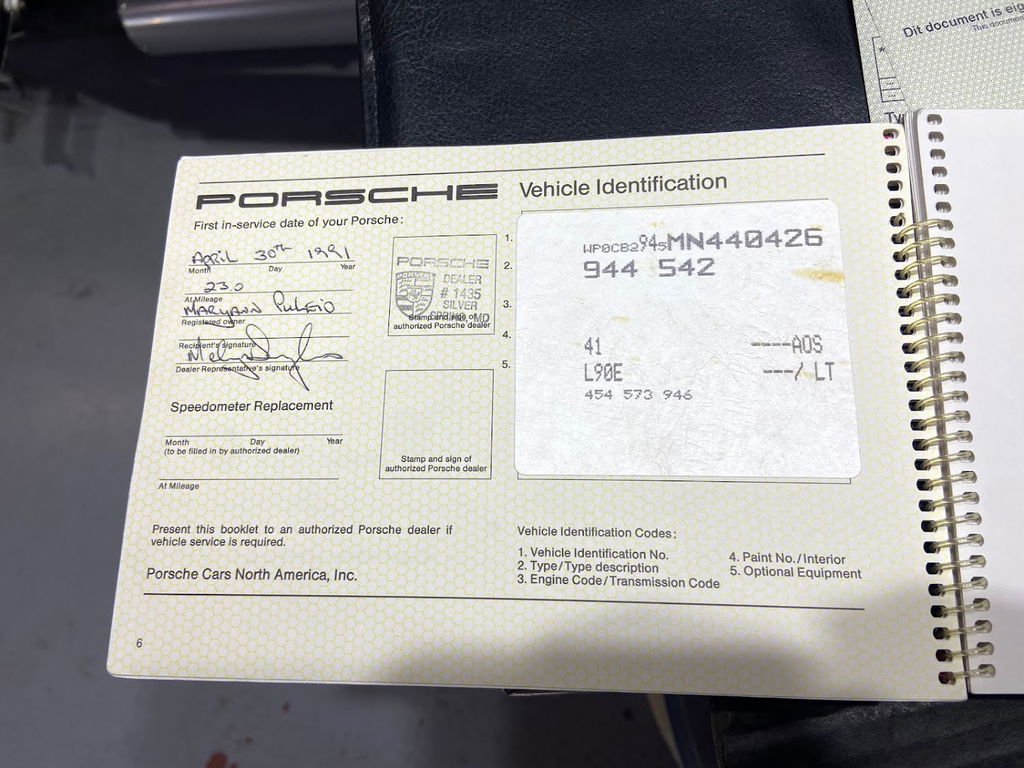 Dit document is eig
PORSCHE
Vehicle Identification
First in-service date of your Porsche:
April 30th 1991
Month Day Year
230
At Mileage
Maryann
Registered owner
Recipient's signature
Dealer Representative's signature
PORSCHE
DEALER
# 1435
SILVER
SPRING, MD
Stamp and sign of
authorized Porsche dealer
Speedometer Replacement
Month Day Year
(to be filled in by authorized dealer)
At Mileage
Stamp and sign of
authorized Porsche dealer
1.
2.
3.
4.
5.
WP0CB2945MN440426
944 542
41 ----AOS
L90E ---/ LT
454 573 946
Present this booklet to an authorized Porsche dealer if
vehicle service is required.
Porsche Cars North America, Inc.
Vehicle Identification Codes:
1. Vehicle Identification No.
2. Type/Type description
3. Engine Code/Transmission Code
4. Paint No./Interior
5. Optional Equipment
6